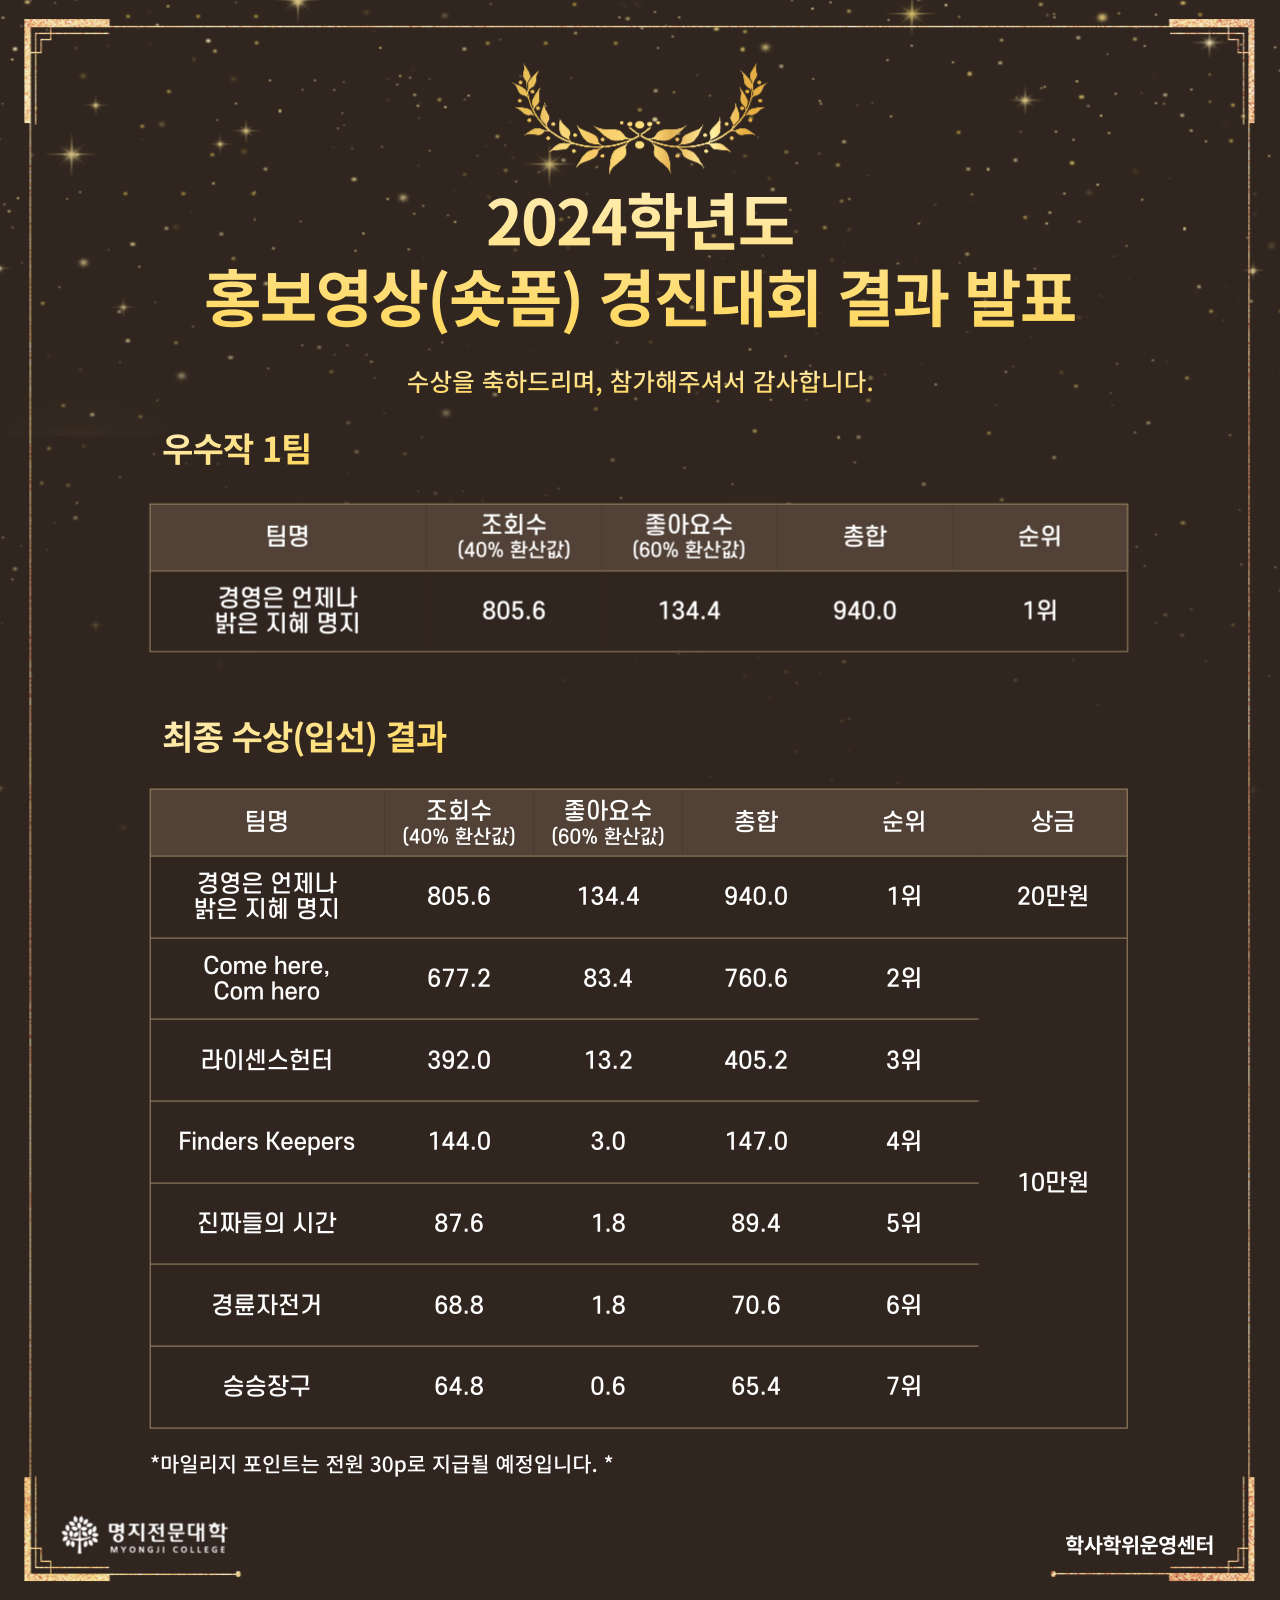 2024학년도
홍보영상(숏폼) 경진대회 결과 발표
수상을 축하드리며, 참가해주셔서 감사합니다.
우수작 1팀
팀명 조회수 (40% 환산값) 좋아요수 (60% 환산값) 총합 순위
경영은 언제나 밝은 지혜 명지 805.6 134.4 940.0 1위
최종 수상(입선) 결과
팀명 조회수 (40% 환산값) 좋아요수 (60% 환산값) 총합 순위 상금
경영은 언제나 밝은 지혜 명지 805.6 134.4 940.0 1위 20만원
Come here, Com hero 677.2 83.4 760.6 2위
라이센스헌터 392.0 13.2 405.2 3위
Finders Keepers 144.0 3.0 147.0 4위
10만원
진짜들의 시간 87.6 1.8 89.4 5위
경륜자전거 68.8 1.8 70.6 6위
승승장구 64.8 0.6 65.4 7위
*마일리지 포인트는 전원 30p로 지급될 예정입니다. *
명지전문대학
MYONGJI COLLEGE
학사학위운영센터